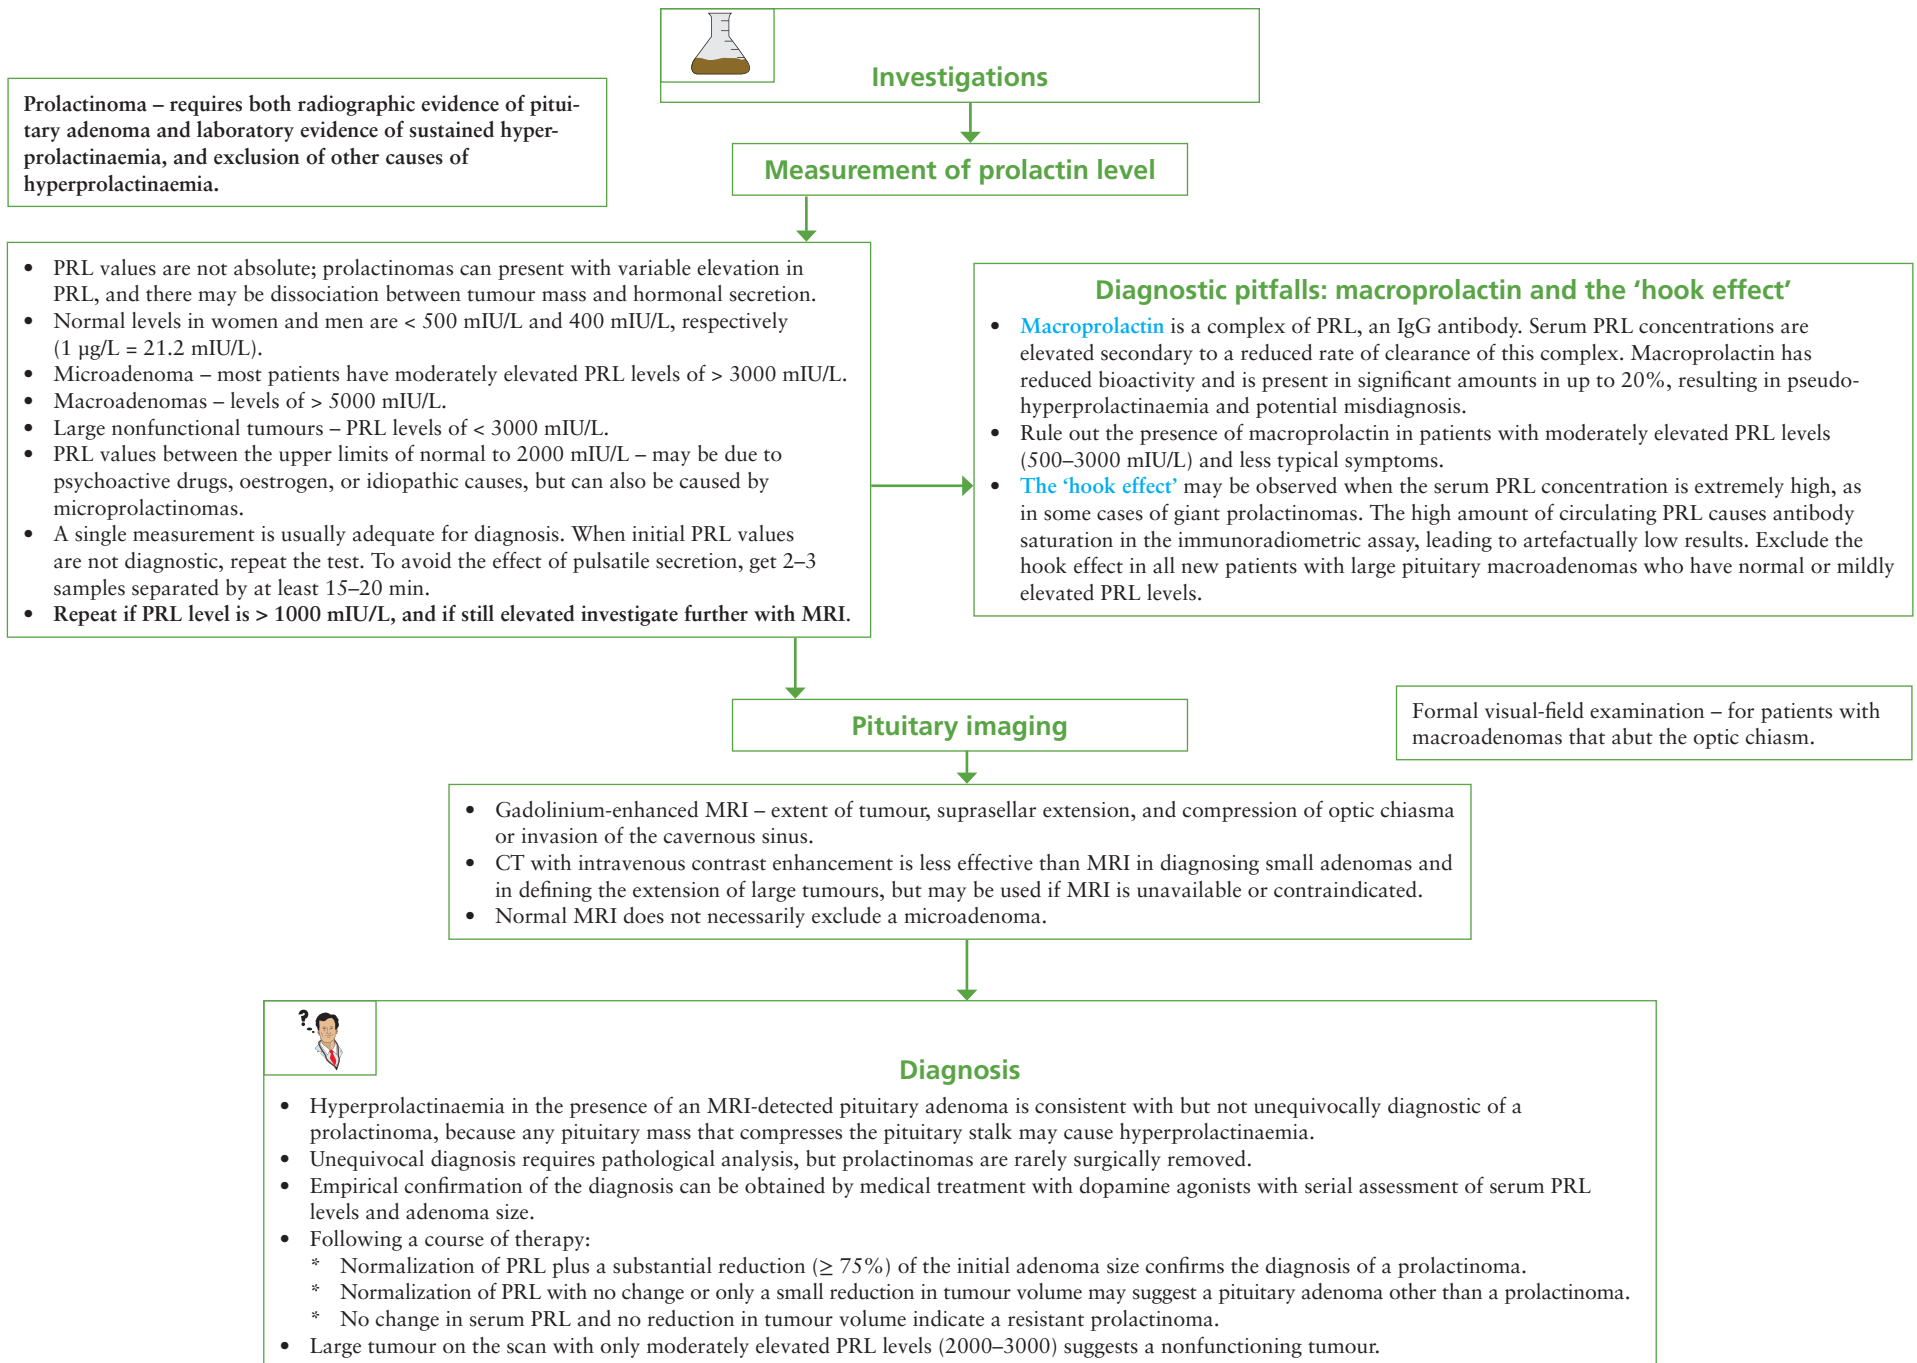 Investigations
Prolactinoma – requires both radiographic evidence of pitui-
tary adenoma and laboratory evidence of sustained hyper-
prolactinaemia, and exclusion of other causes of
hyperprolactinaemia.
Measurement of prolactin level
• PRL values are not absolute; prolactinomas can present with variable elevation in
PRL, and there may be dissociation between tumour mass and hormonal secretion.
• Normal levels in women and men are < 500 mIU/L and 400 mIU/L, respectively
(1 µg/L = 21.2 mIU/L).
• Microadenoma – most patients have moderately elevated PRL levels of > 3000 mIU/L.
• Macroadenomas – levels of > 5000 mIU/L.
• Large nonfunctional tumours – PRL levels of < 3000 mIU/L.
• PRL values between the upper limits of normal to 2000 mIU/L – may be due to
psychoactive drugs, oestrogen, or idiopathic causes, but can also be caused by
microprolactinomas.
• A single measurement is usually adequate for diagnosis. When initial PRL values
are not diagnostic, repeat the test. To avoid the effect of pulsatile secretion, get 2–3
samples separated by at least 15–20 min.
• Repeat if PRL level is > 1000 mIU/L, and if still elevated investigate further with MRI.
Diagnostic pitfalls: macroprolactin and the ‘hook effect’
• Macroprolactin is a complex of PRL, an IgG antibody. Serum PRL concentrations are
elevated secondary to a reduced rate of clearance of this complex. Macroprolactin has
reduced bioactivity and is present in significant amounts in up to 20%, resulting in pseudo-
hyperprolactinaemia and potential misdiagnosis.
• Rule out the presence of macroprolactin in patients with moderately elevated PRL levels
(500–3000 mIU/L) and less typical symptoms.
• The ‘hook effect’ may be observed when the serum PRL concentration is extremely high, as
in some cases of giant prolactinomas. The high amount of circulating PRL causes antibody
saturation in the immunoradiometric assay, leading to artefactually low results. Exclude the
hook effect in all new patients with large pituitary macroadenomas who have normal or mildly
elevated PRL levels.
Pituitary imaging
Formal visual-field examination – for patients with
macroadenomas that abut the optic chiasm.
• Gadolinium-enhanced MRI – extent of tumour, suprasellar extension, and compression of optic chiasma
or invasion of the cavernous sinus.
• CT with intravenous contrast enhancement is less effective than MRI in diagnosing small adenomas and
in defining the extension of large tumours, but may be used if MRI is unavailable or contraindicated.
• Normal MRI does not necessarily exclude a microadenoma.
?
Diagnosis
• Hyperprolactinaemia in the presence of an MRI-detected pituitary adenoma is consistent with but not unequivocally diagnostic of a
prolactinoma, because any pituitary mass that compresses the pituitary stalk may cause hyperprolactinaemia.
• Unequivocal diagnosis requires pathological analysis, but prolactinomas are rarely surgically removed.
• Empirical confirmation of the diagnosis can be obtained by medical treatment with dopamine agonists with serial assessment of serum PRL
levels and adenoma size.
• Following a course of therapy:
* Normalization of PRL plus a substantial reduction (≥ 75%) of the initial adenoma size confirms the diagnosis of a prolactinoma.
* Normalization of PRL with no change or only a small reduction in tumour volume may suggest a pituitary adenoma other than a prolactinoma.
* No change in serum PRL and no reduction in tumour volume indicate a resistant prolactinoma.
• Large tumour on the scan with only moderately elevated PRL levels (2000–3000) suggests a nonfunctioning tumour.